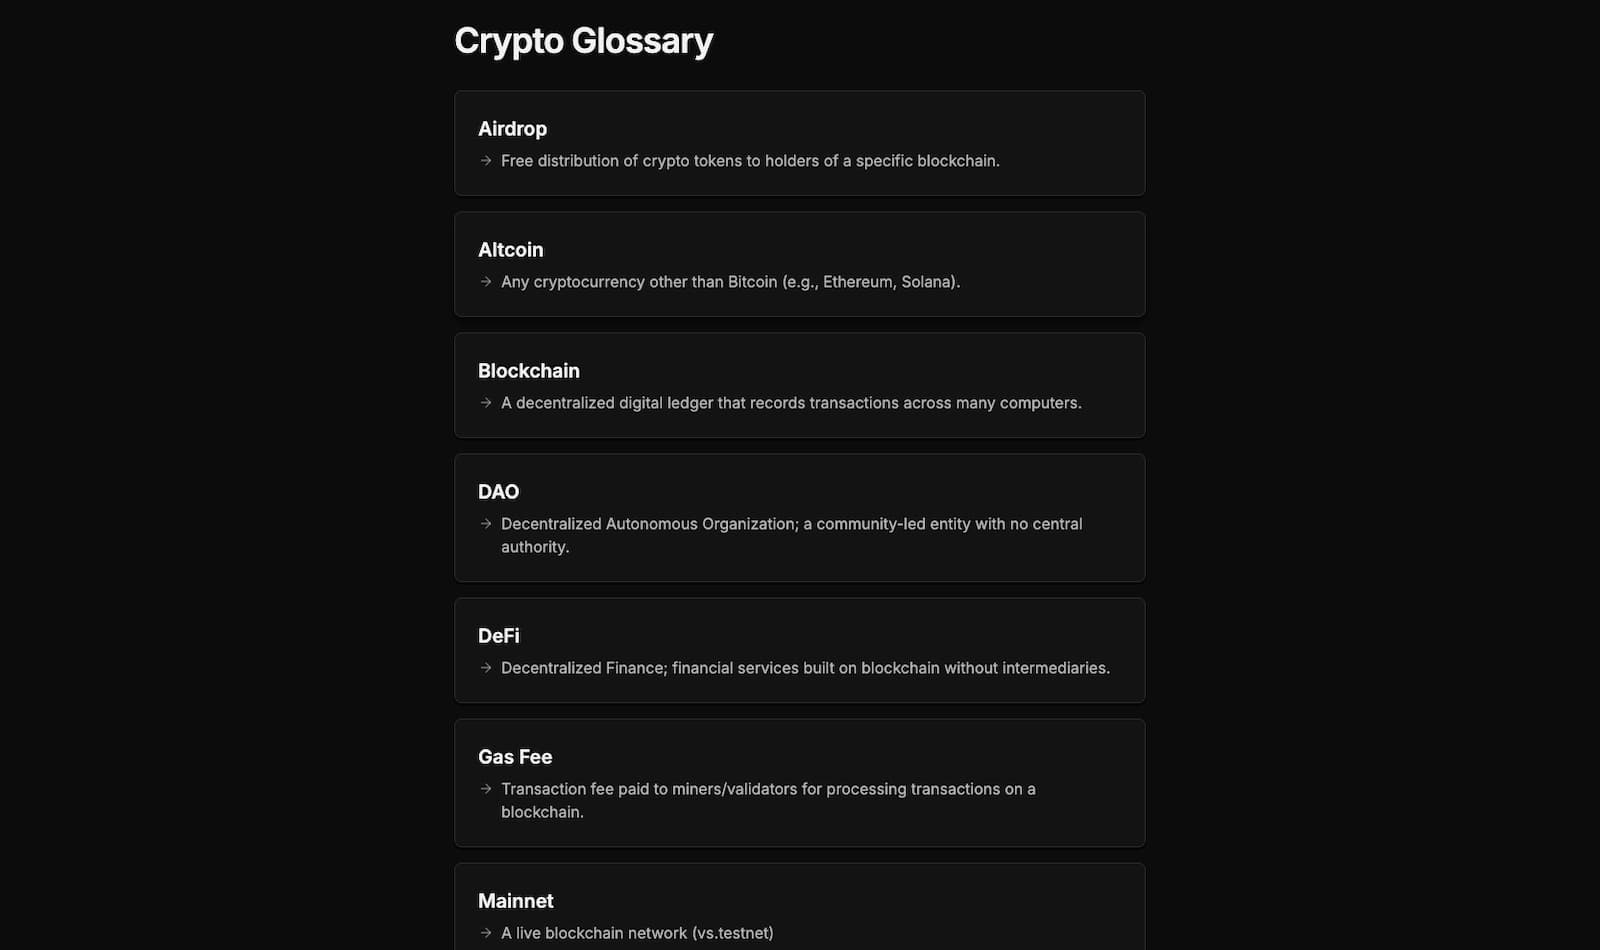 Crypto Glossary
Airdrop
→ Free distribution of crypto tokens to holders of a specific blockchain.
Altcoin
→ Any cryptocurrency other than Bitcoin (e.g., Ethereum, Solana).
Blockchain
→ A decentralized digital ledger that records transactions across many computers.
DAO
→ Decentralized Autonomous Organization; a community-led entity with no central
authority.
DeFi
→ Decentralized Finance; financial services built on blockchain without intermediaries.
Gas Fee
→ Transaction fee paid to miners/validators for processing transactions on a
blockchain.
Mainnet
→ A live blockchain network (vs.testnet)